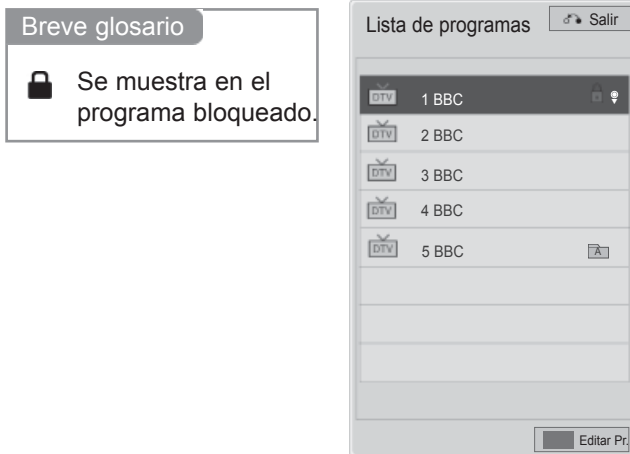 Breve glosario
Se muestra en el
programa bloqueado.
Lista de programas
Salir
DTV 1 BBC
DTV 2 BBC
DTV 3 BBC
DTV 4 BBC
DTV 5 BBC A
Editar Pr.